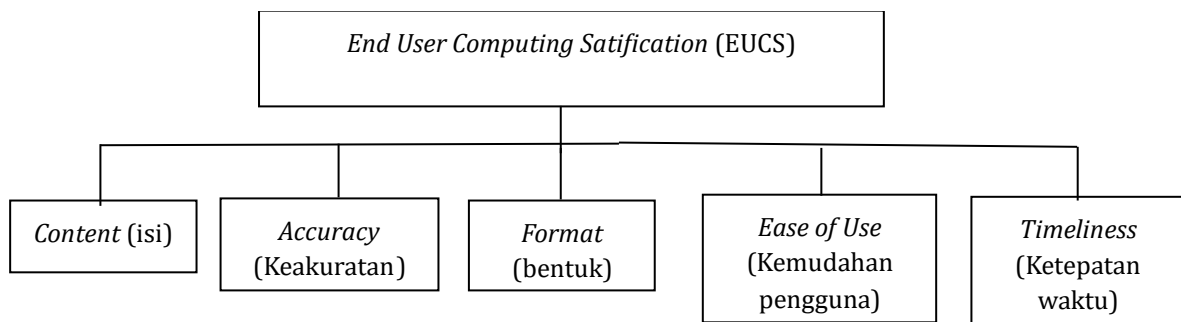 End User Computing Satification (EUCS)
Content (isi)
Accuracy
(Keakuratan)
Format
(bentuk)
Ease of Use
(Kemudahan
pengguna)
Timeliness
(Ketepatan
waktu)